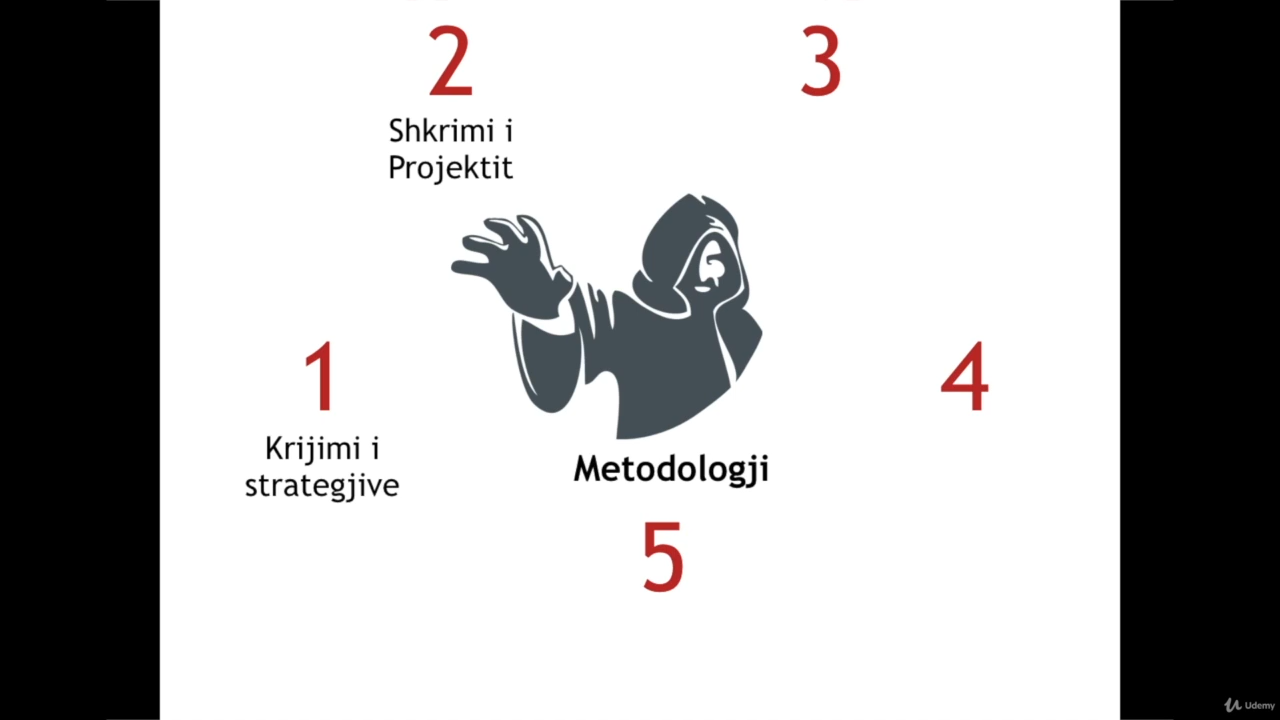 2
3
Shkrimi i
Projektit
1
4
Krijimi i
strategjive
Metodologji
5
Udemy